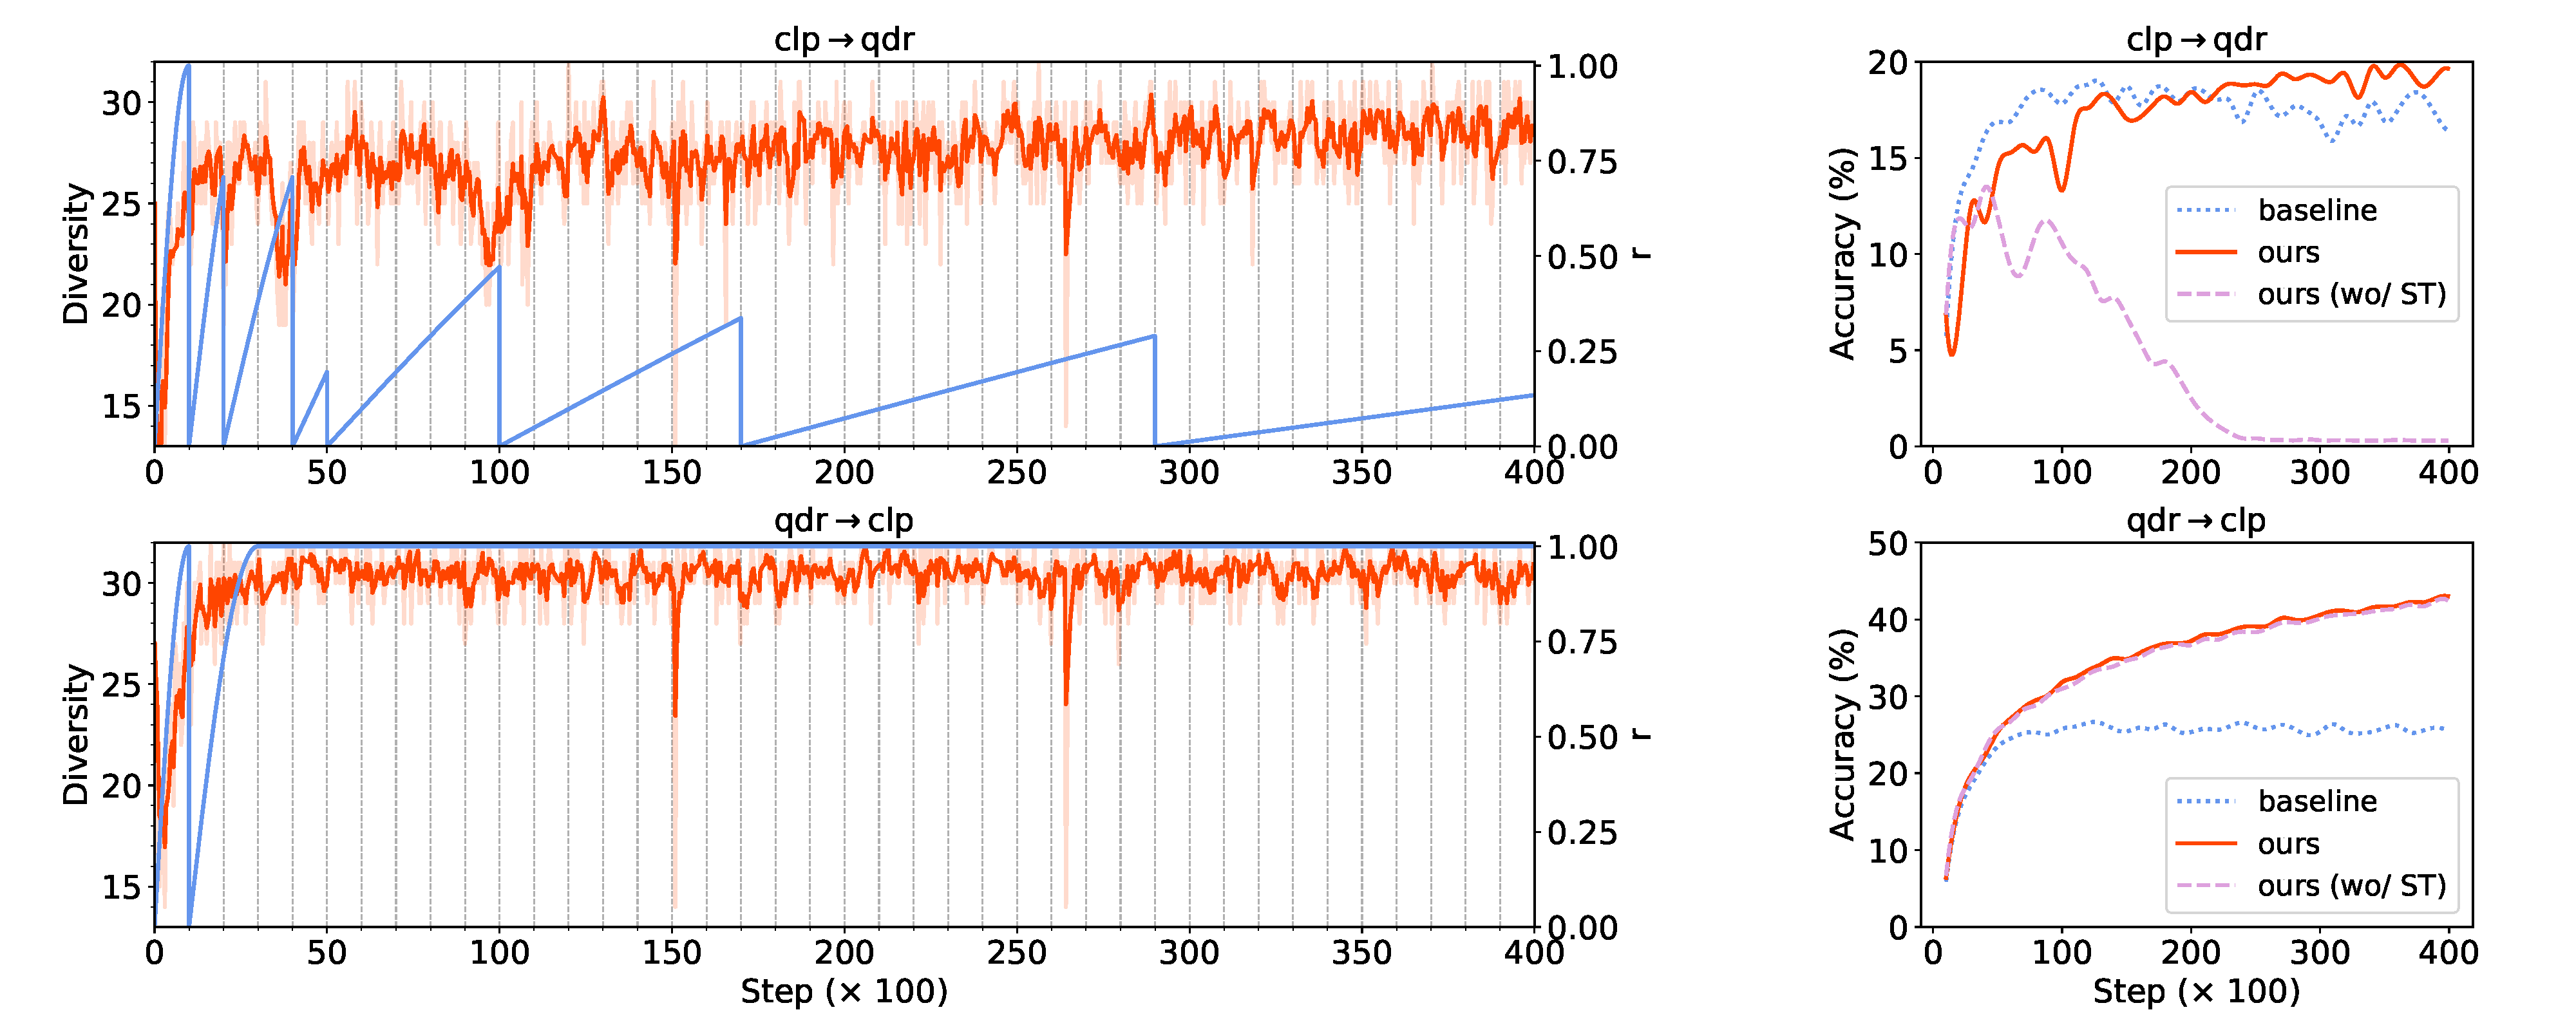 clp → qdr
Diversity
30
25
20
15
1.00
0.75
0.50
0.25
0.00
r
0 50 100 150 200 250 300 350 400
clp → qdr
Accuracy (%)
20
15
10
5
0
baseline
ours
ours (wo/ ST)
0 100 200 300 400
qdr → clp
Diversity
30
25
20
15
1.00
0.75
0.50
0.25
0.00
r
0 50 100 150 200 250 300 350 400
Step (× 100)
qdr → clp
Accuracy (%)
50
40
30
20
10
0
baseline
ours
ours (wo/ ST)
0 100 200 300 400
Step (× 100)